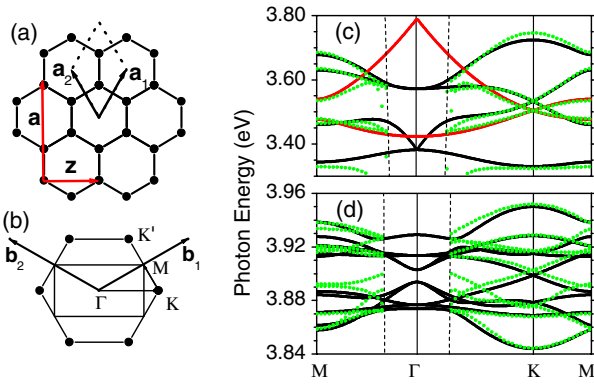 (a)
a₂
a₁
a
z
(b)
K'
b₂
b₁
M
Γ
K
Photon Energy (eV)
3.80
(c)
3.60
3.40
3.96
(d)
3.92
3.88
3.84
M Γ K M